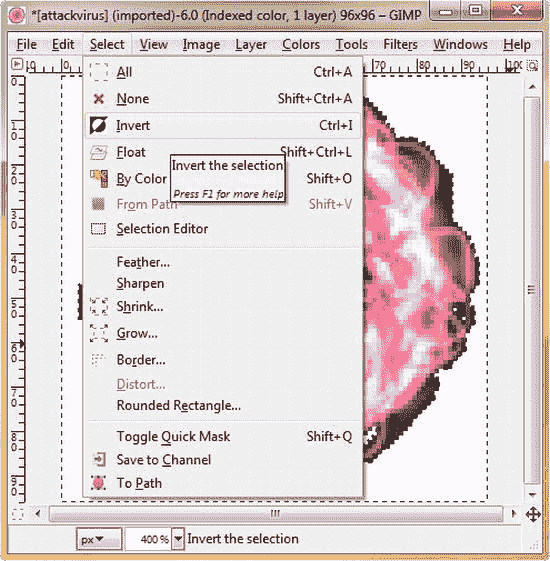 *[attackvirus] (imported)-6.0 (Indexed color, 1 layer) 96x96 – GIMP
File Edit Select View Image Layer Colors Tools Filters Windows Help
All Ctrl+A
None Shift+Ctrl+A
Invert Ctrl+I
Float Shift+Ctrl+L
Invert the selection
Press F1 for more help
By Color Shift+O
From Path Shift+V
Selection Editor
Feather...
Sharpen
Shrink...
Grow...
Border...
Distort...
Rounded Rectangle...
Toggle Quick Mask Shift+Q
Save to Channel
To Path
px 400 % Invert the selection